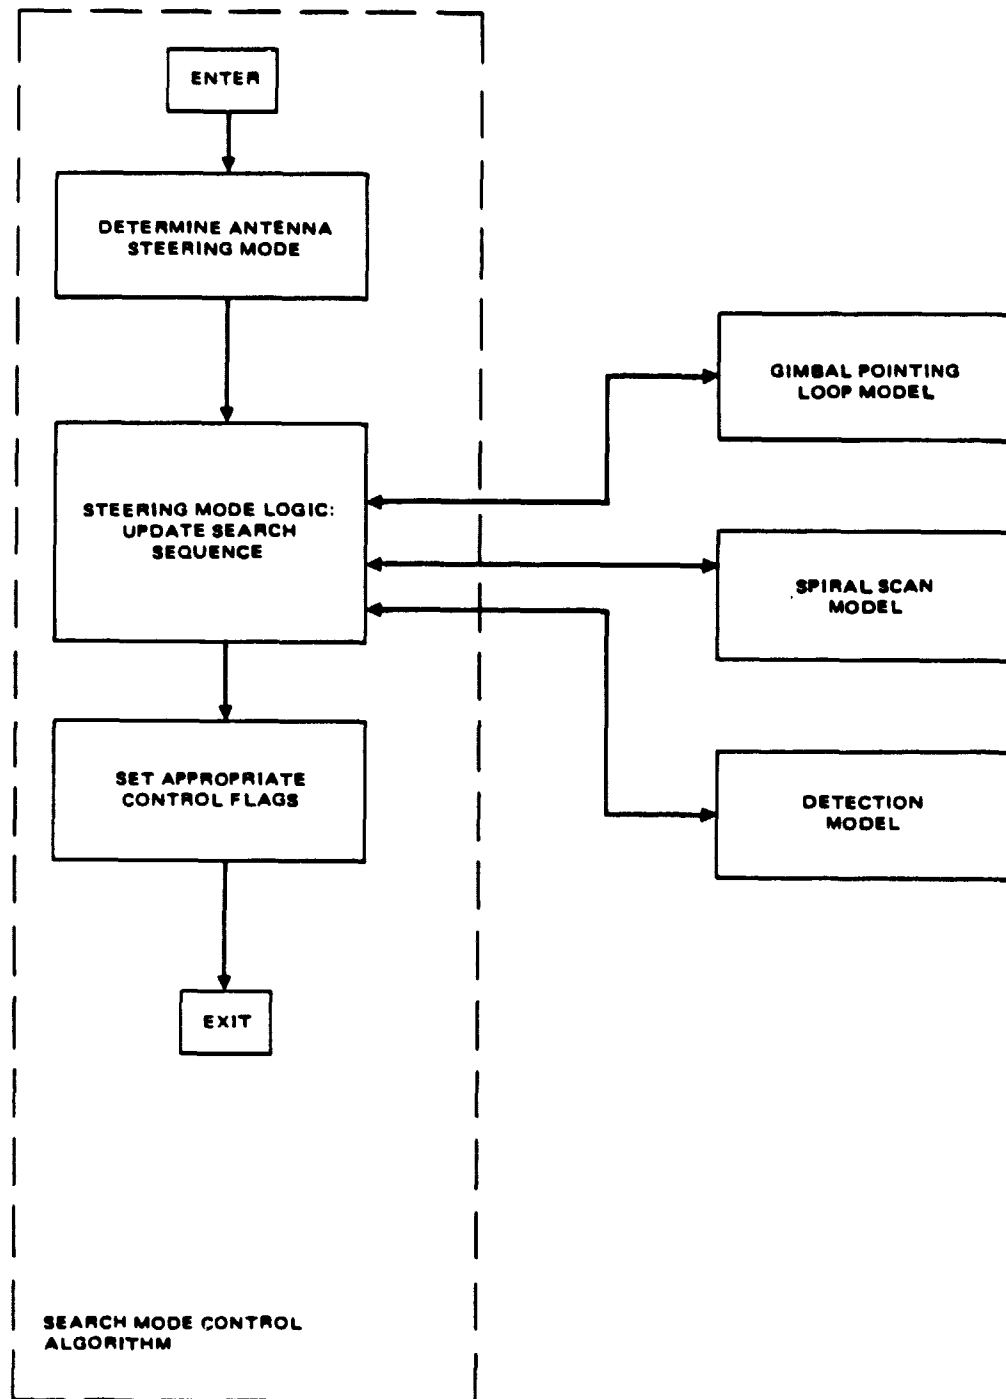 ENTER
DETERMINE ANTENNA
STEERING MODE
STEERING MODE LOGIC:
UPDATE SEARCH
SEQUENCE
SET APPROPRIATE
CONTROL FLAGS
EXIT
SEARCH MODE CONTROL
ALGORITHM
GIMBAL POINTING
LOOP MODEL
SPIRAL SCAN
MODEL
DETECTION
MODEL